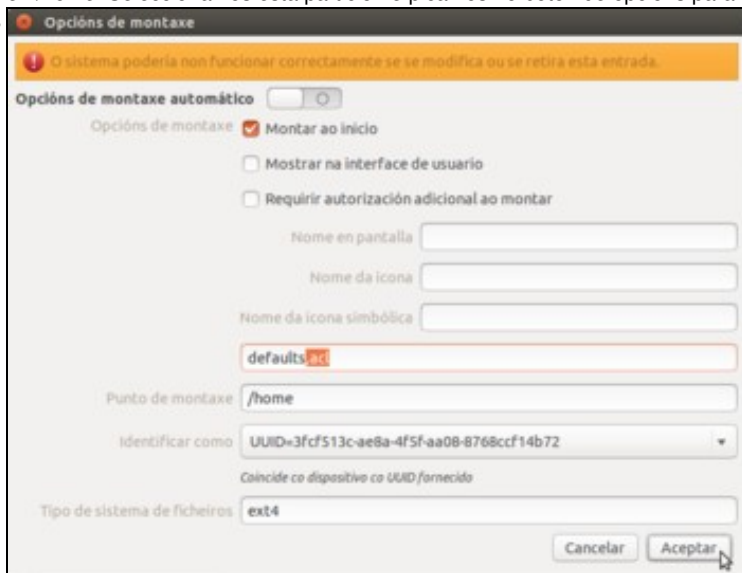 Opcións de montaxe
O sistema podería non funcionar correctamente se se modifica ou se retira esta entrada.
Opcións de montaxe automático
Opcións de montaxe Montar ao inicio
Mostrar na interface de usuario
Requirir autorización adicional ao montar
Nome en pantalla
Nome da icona
Nome da icona simbólica
defaults,acl
Punto de montaxe /home
Identificar como UUID=3fcf513c-ae8a-4f5f-aa08-8768ccf14b72
Coincide co dispositivo co UUID fornecido
Tipo de sistema de ficheiros ext4
Cancelar Aceptar